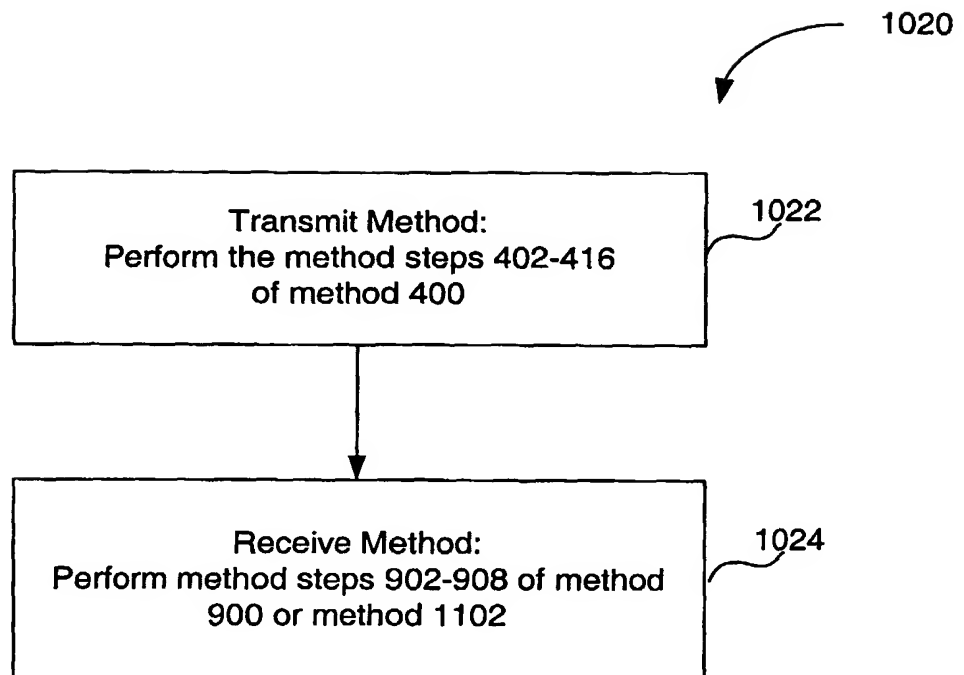 1020
Transmit Method:
Perform the method steps 402-416
of method 400
1022
Receive Method:
Perform method steps 902-908 of method
900 or method 1102
1024